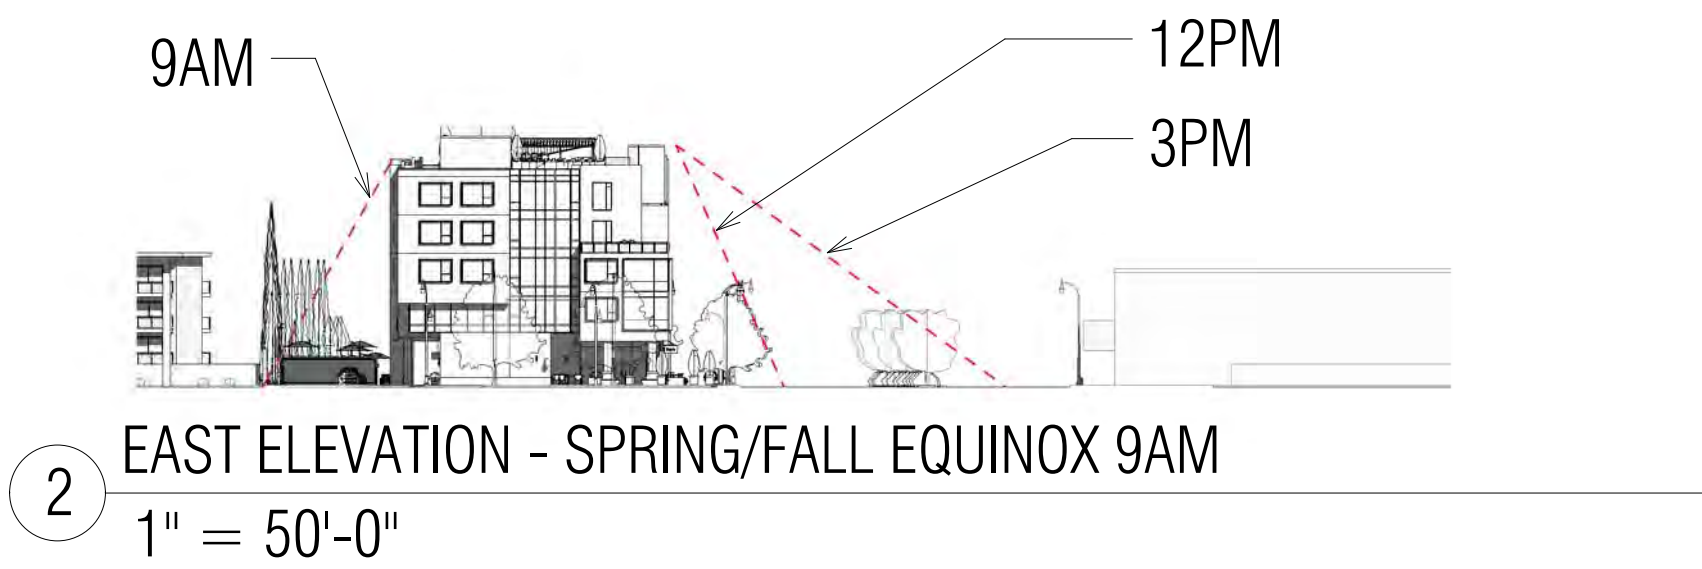 9AM
12PM
3PM
2
EAST ELEVATION - SPRING/FALL EQUINOX 9AM
1" = 50'-0"